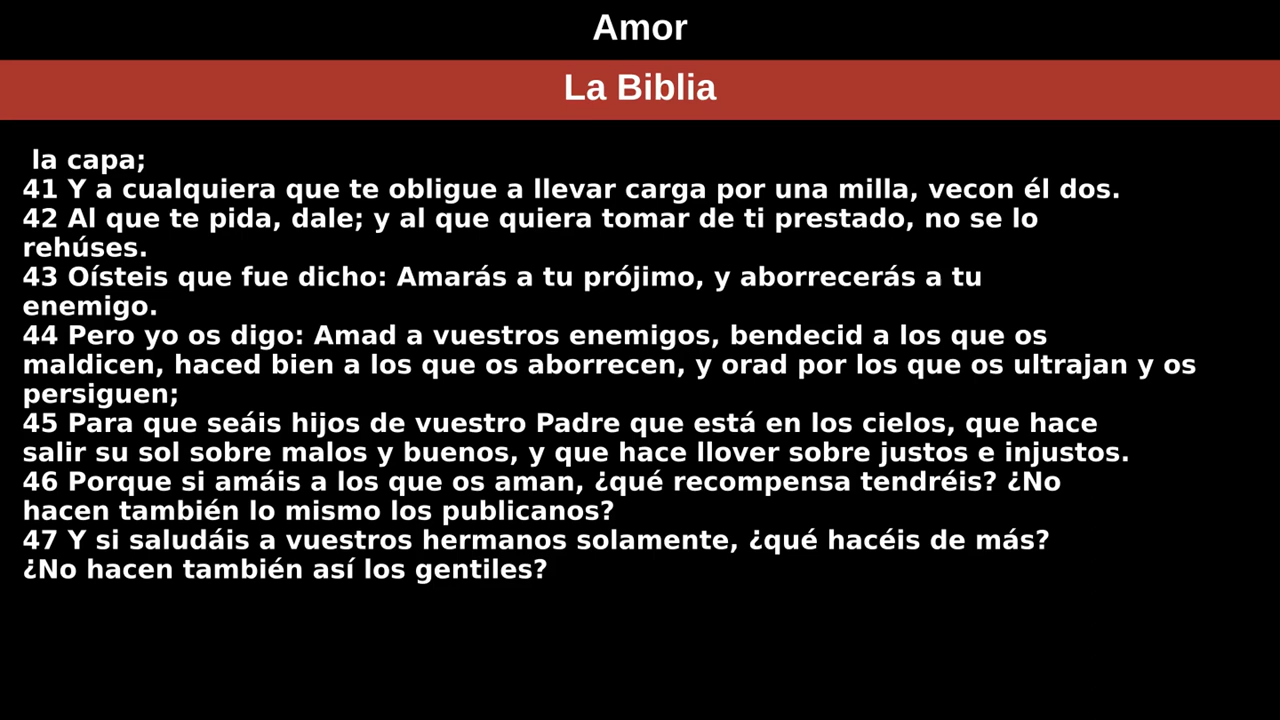 Amor
La Biblia
la capa;
41 Y a cualquiera que te obligue a llevar carga por una milla, vecon él dos.
42 Al que te pida, dale; y al que quiera tomar de ti prestado, no se lo
rehúses.
43 Oísteis que fue dicho: Amarás a tu prójimo, y aborrecerás a tu
enemigo.
44 Pero yo os digo: Amad a vuestros enemigos, bendecid a los que os
maldicen, haced bien a los que os aborrecen, y orad por los que os ultrajan y os
persiguen;
45 Para que seáis hijos de vuestro Padre que está en los cielos, que hace
salir su sol sobre malos y buenos, y que hace llover sobre justos e injustos.
46 Porque si amáis a los que os aman, ¿qué recompensa tendréis? ¿No
hacen también lo mismo los publicanos?
47 Y si saludáis a vuestros hermanos solamente, ¿qué hacéis de más?
¿No hacen también así los gentiles?